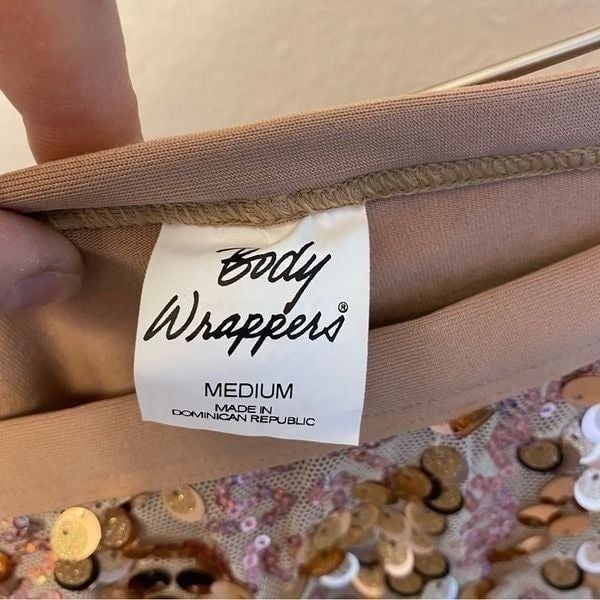 Body
Wrappers®
MEDIUM
MADE IN
DOMINICAN REPUBLIC